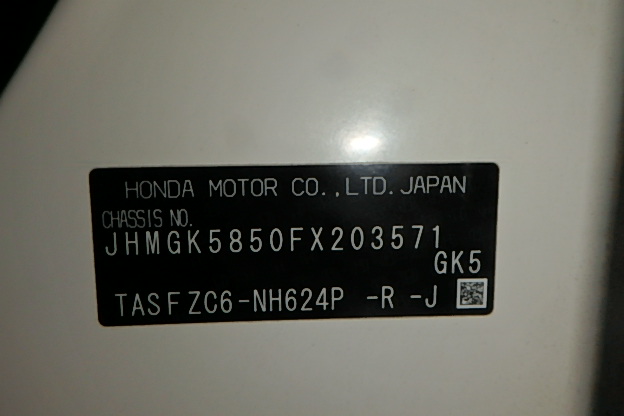 HONDA MOTOR CO.,LTD. JAPAN
CHASSIS NO.
JHMGK5850FX203571
GK5
TASFZC6-NH624P -R -J